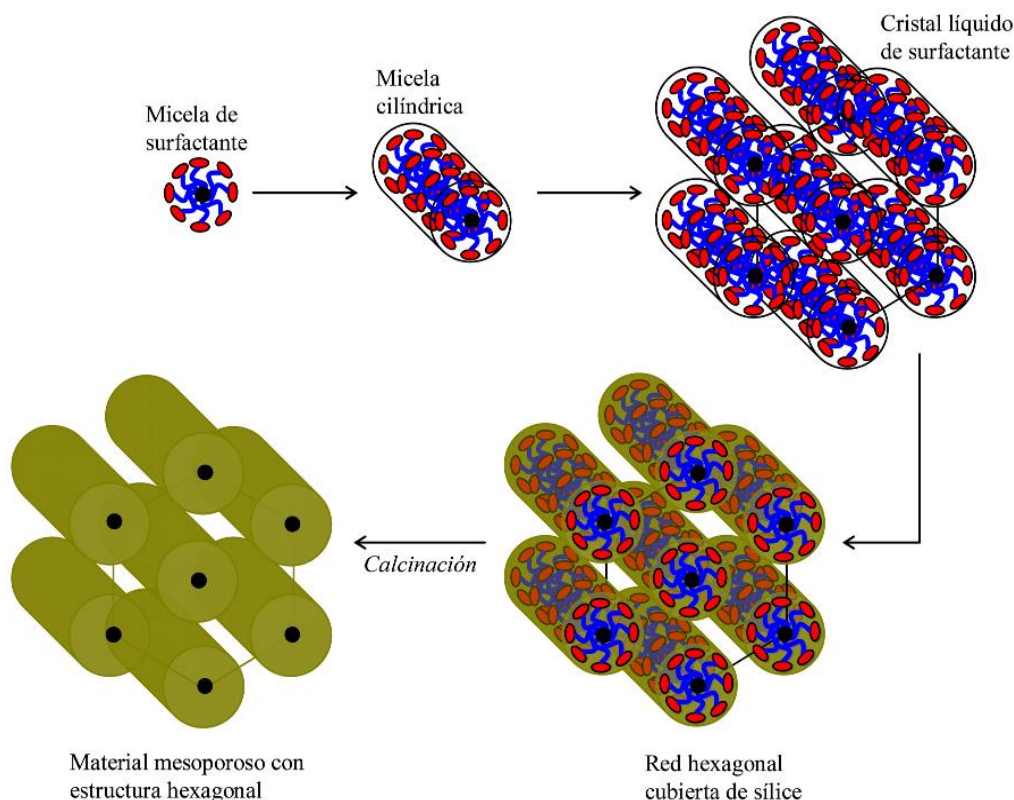 Micela de
surfactante
Micela
cilíndrica
Cristal líquido
de surfactante
Calcinación
Material mesoporoso con
estructura hexagonal
Red hexagonal
cubierta de sílice